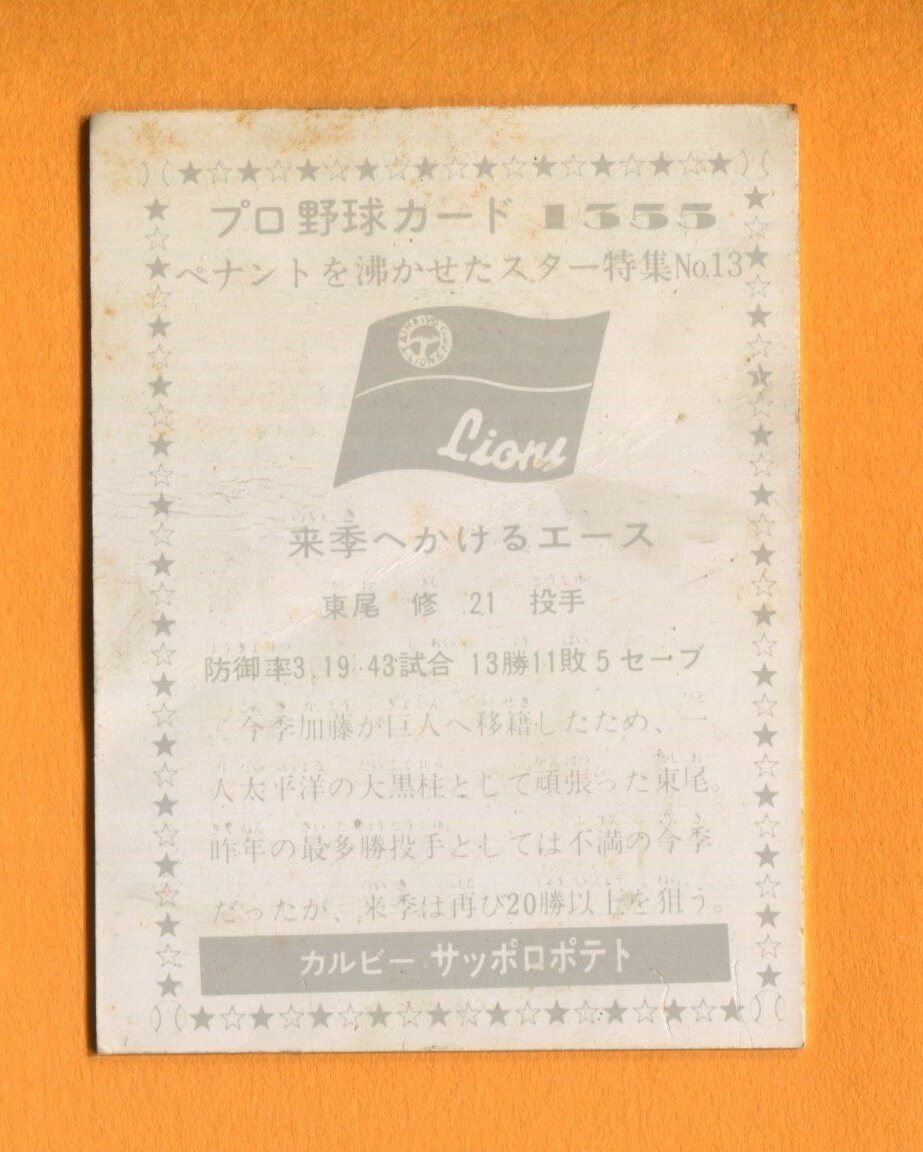 プロ野球カード 1355
ペナントを沸かせたスター特集No.13
TAIHEIYO CLUB LIONS
Lions
来季へかけるエース
東尾 修 21 投手
防御率3.19 43試合 13勝11敗5セーブ
今季加藤が巨人へ移籍したため、一
人太平洋の大黒柱として頑張った東尾。
昨年の最多勝投手としては不満の今季
だったが、来季は再び20勝以上を狙う。
カルビー サッポロポテト